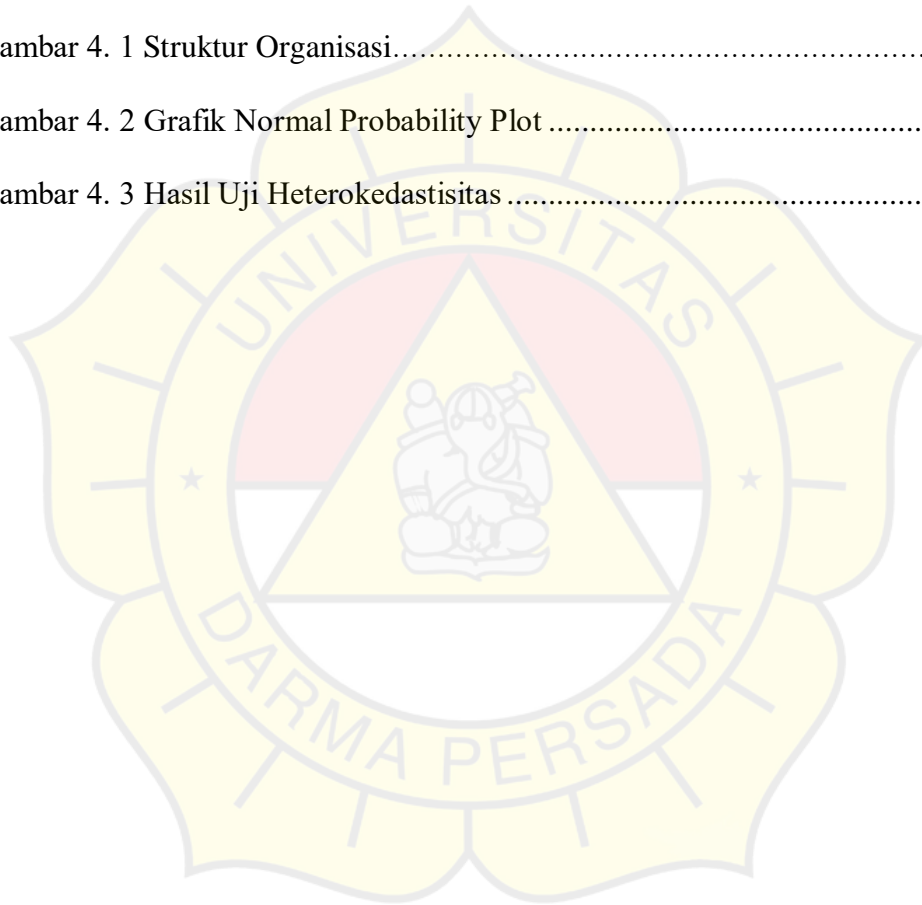 ambar 4. 1 Struktur Organisasi..........................................................................
ambar 4. 2 Grafik Normal Probability Plot ..............................................
ambar 4. 3 Hasil Uji Heterokedastisitas ..................................................
UNIVERSITAS
DARMA PERSADA